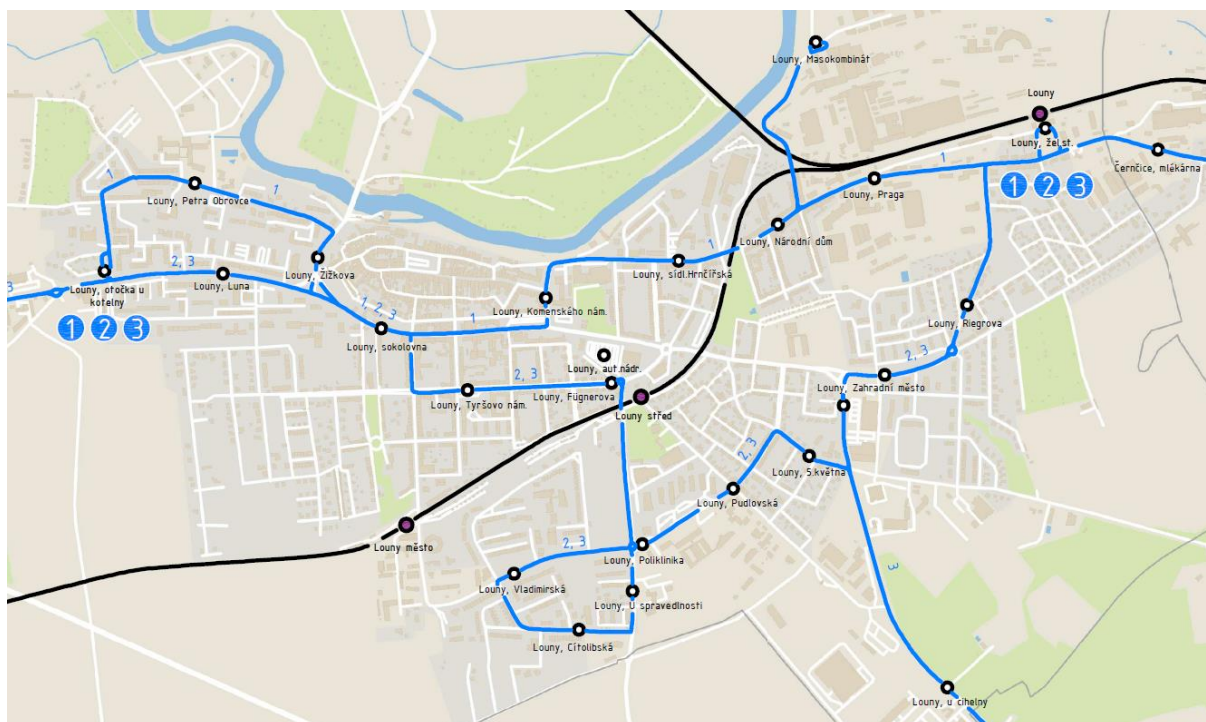 Louny, Masokombinát
Louny
Louny, žel.st.
1
Černčice, mlékárna
1
1
Louny, Petra Obrovce
Louny, Praga
1 2 3
Louny, Národní dům
1
Louny, sídl.Hrnčířská
2, 3
Louny, Žižkova
Louny, otočka u
kotelny
Louny, Luna
3
1 2 3
1, 2, 3
1
Louny, Komenského nám.
Louny, sokolovna
Louny, Riegrova
2, 3
Louny, aut.nádr.
2, 3
Louny, Fügnerova
Louny, Tyršovo nám.
Louny střed
Louny, Zahradní město
2, 3
Louny, 5.května
Louny, Pudlovská
Louny město
2, 3
Louny, Poliklinika
3
Louny, Vladimirská
Louny, U spravedlnosti
Louny, Cítolibská
Louny, u cihelny